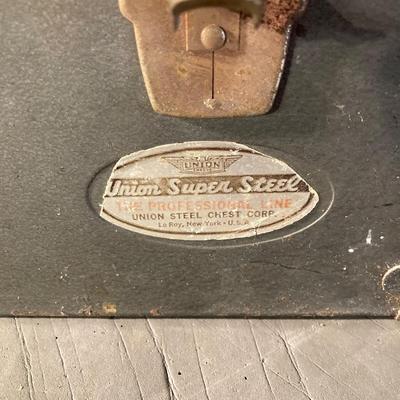 UNION
Union Super Steel
THE PROFESSIONAL LINE
UNION STEEL CHEST CORP.
Le Roy, New York • U.S.A.